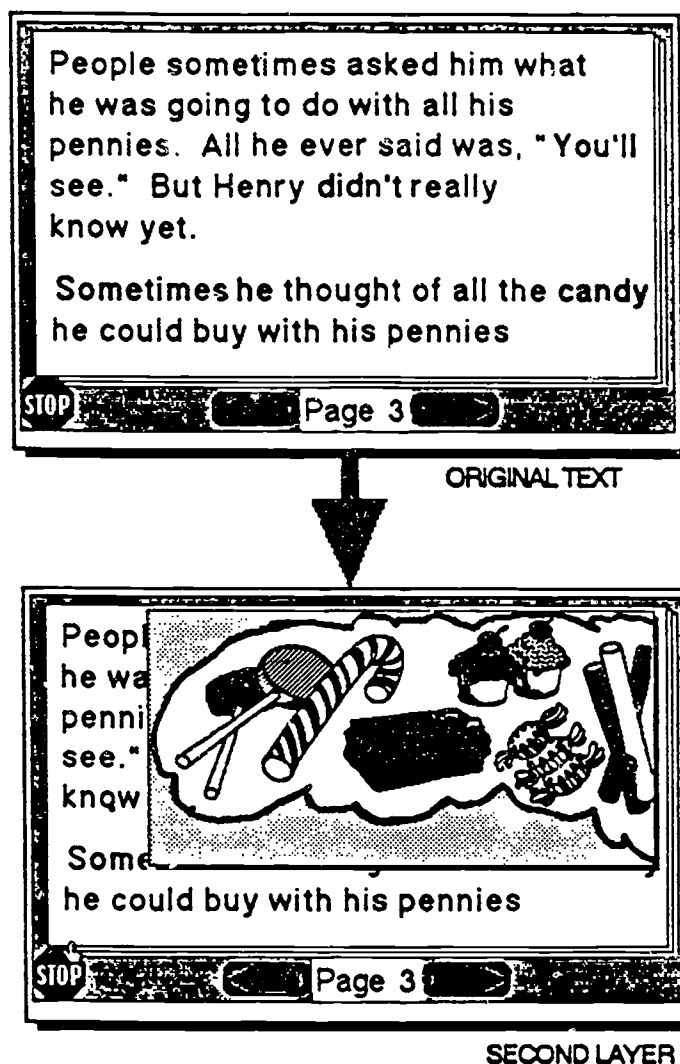 People sometimes asked him what
he was going to do with all his
pennies. All he ever said was, "You'll
see." But Henry didn't really
know yet.
Sometimes he thought of all the candy
he could buy with his pennies
STOP
Page 3
ORIGINAL TEXT
Peopl
he wa
penni
see."
know
Some
he could buy with his pennies
STOP
Page 3
SECOND LAYER